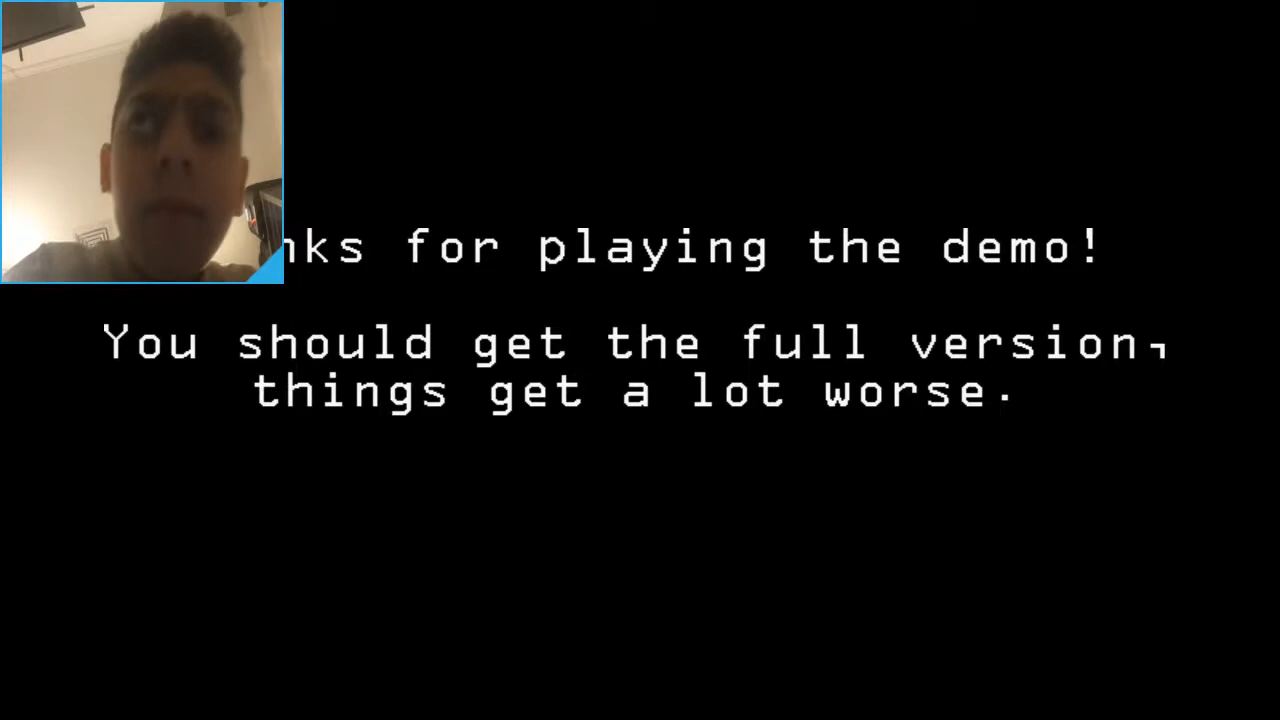 nks for playing the demo!
You should get the full version,
things get a lot worse.